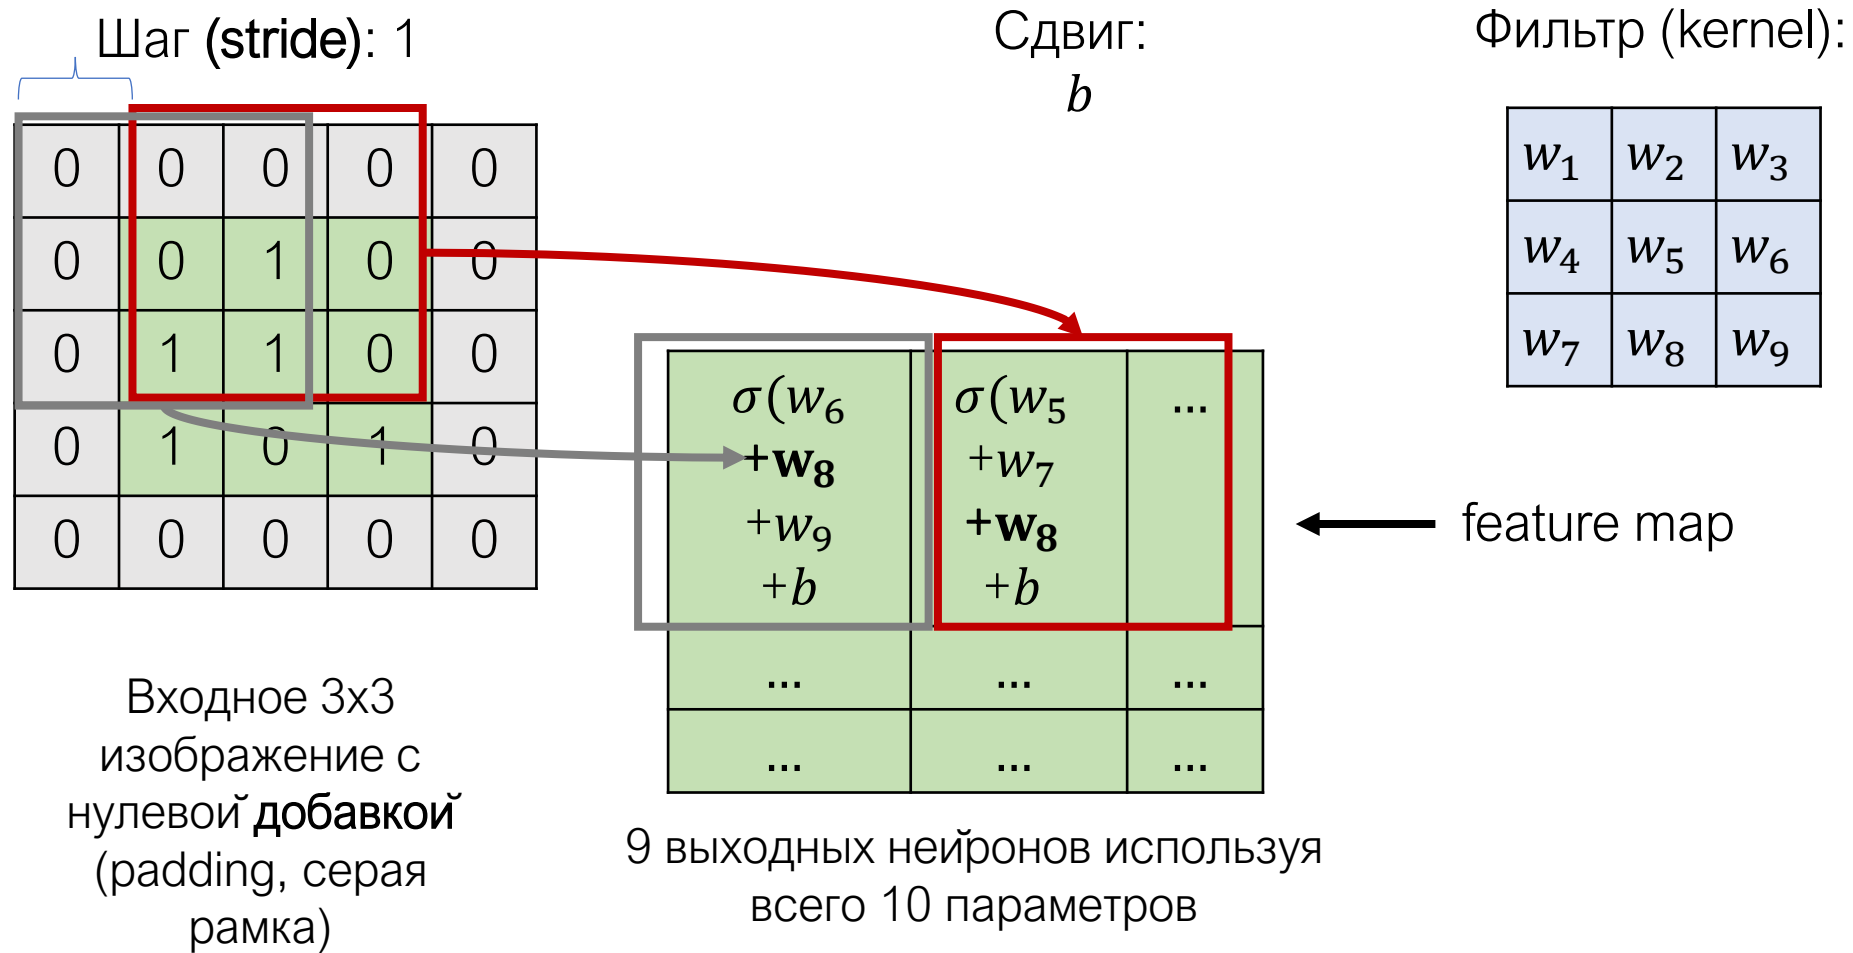 Шаг (stride): 1
Сдвиг:
b
Фильтр (kernel):
0 0 0 0 0
0 0 1 0 0
0 1 1 0 0
0 1 0 1 0
0 0 0 0 0
w₁ w₂ w₃
w₄ w₅ w₆
w₇ w₈ w₉
σ(w₆
+w₈
+w₉
+b
σ(w₅
+w₇
+w₈
+b
...
... ... ...
... ... ...
feature map
Входное 3x3
изображение с
нулевой добавкой
(padding, серая
рамка)
9 выходных нейронов используя
всего 10 параметров